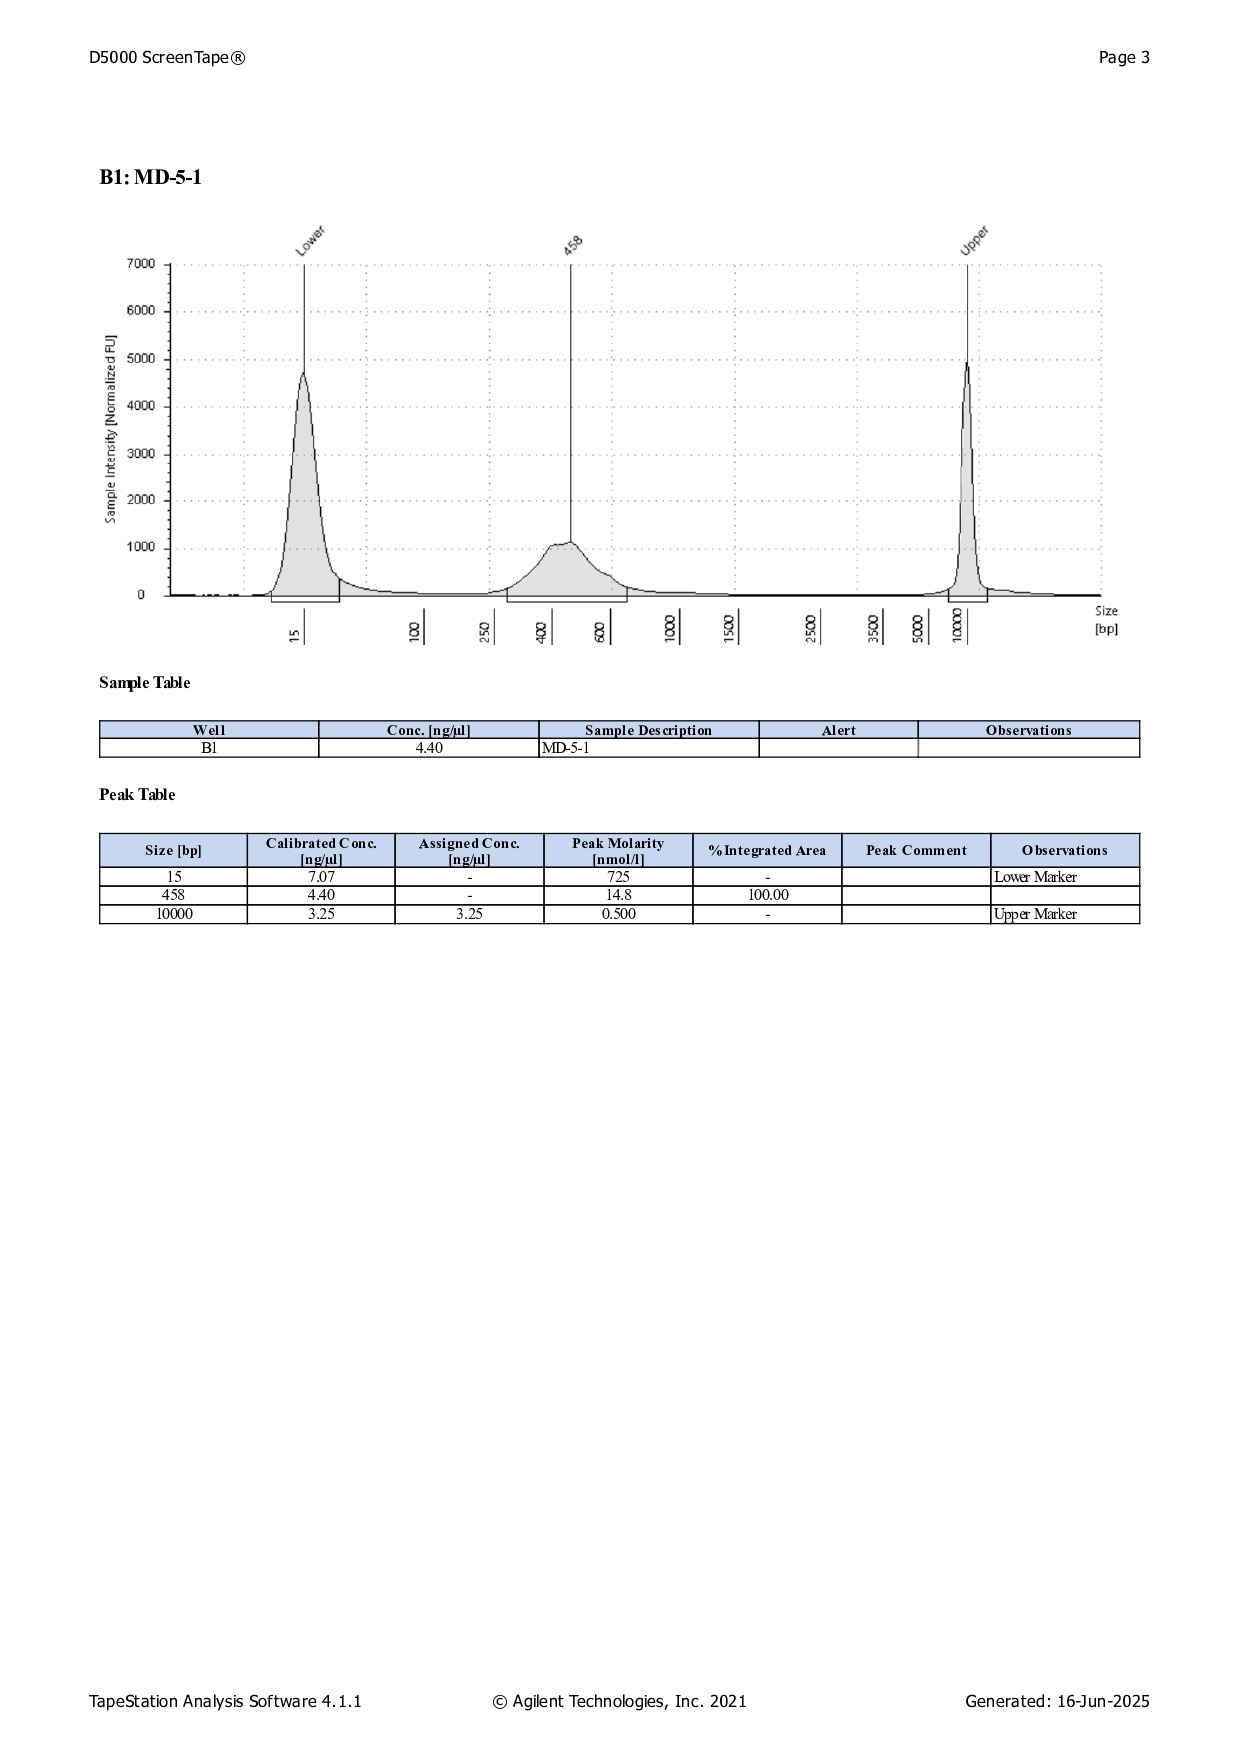 D5000 ScreenTape® Page 3
B1: MD-5-1
Lower 458 Upper
7000
6000
5000
4000
3000
2000
1000
0
Sample Intensity [Normalized FU]
15 100 250 400 600 1000 1500 2500 3500 5000 10000
Size
[bp]
Sample Table
Well Conc. [ng/µl] Sample Description Alert Observations
B1 4.40 MD-5-1
Peak Table
Size [bp] Calibrated Conc. [ng/µl] Assigned Conc. [ng/µl] Peak Molarity [nmol/l] % Integrated Area Peak Comment Observations
15 7.07 - 725 - Lower Marker
458 4.40 - 14.8 100.00
10000 3.25 3.25 0.500 - Upper Marker
TapeStation Analysis Software 4.1.1 © Agilent Technologies, Inc. 2021 Generated: 16-Jun-2025